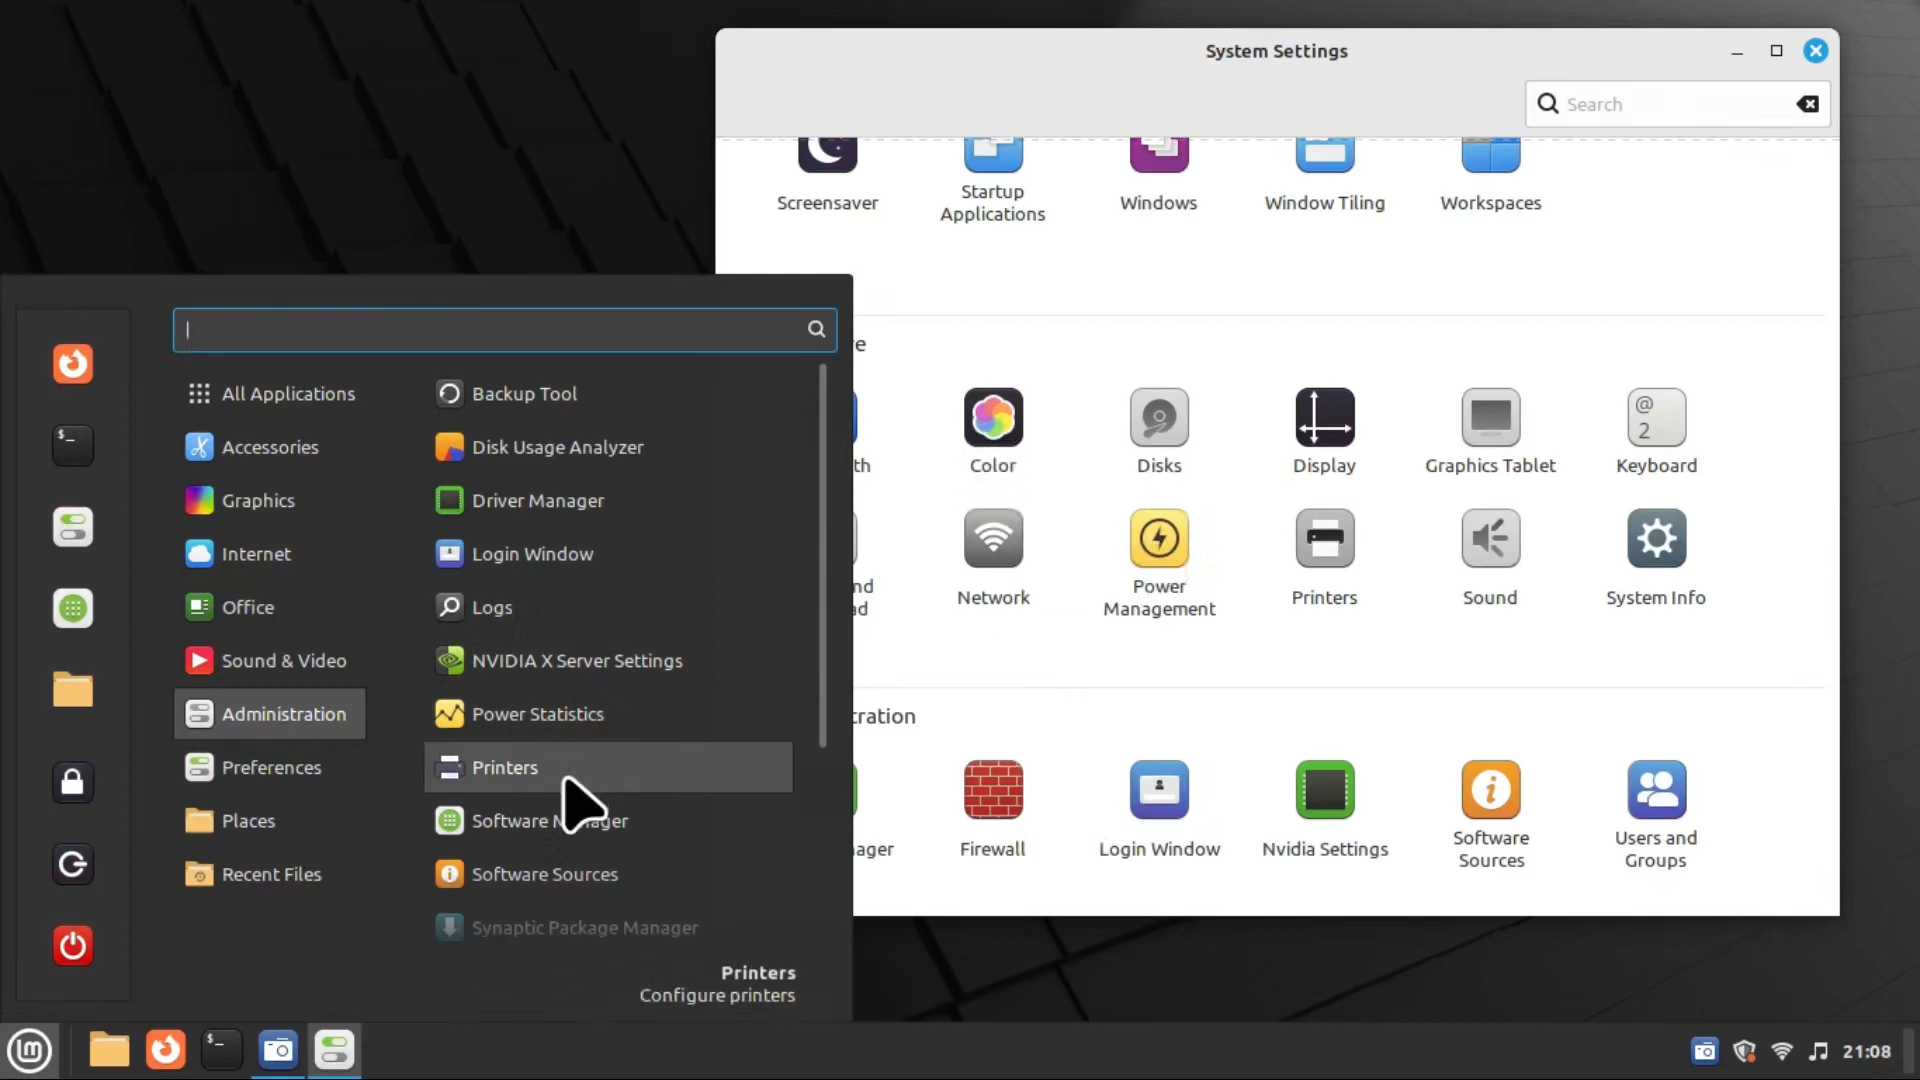 System Settings
Search
Screensaver
Startup
Applications
Windows
Window Tiling
Workspaces
re
th
Color
Disks
Display
Graphics Tablet
@
2
Keyboard
nd
ad
Network
Power
Management
Printers
Sound
System Info
tration
ager
Firewall
Login Window
Nvidia Settings
Software
Sources
Users and
Groups
$_
All Applications
Accessories
Graphics
Internet
Office
Sound & Video
Administration
Preferences
Places
Recent Files
Backup Tool
Disk Usage Analyzer
Driver Manager
Login Window
Logs
NVIDIA X Server Settings
Power Statistics
Printers
Software M ger
Software Sources
Synaptic Package Manager
Printers
Configure printers
$_
21:08